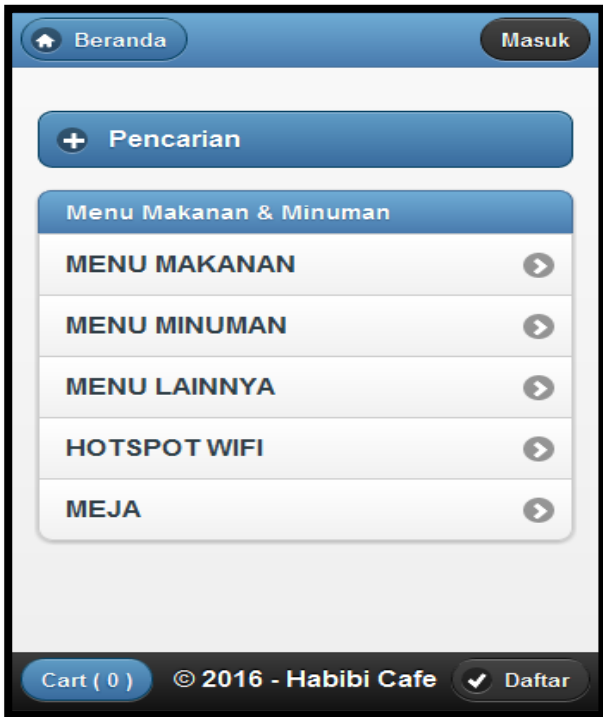 Beranda
Masuk
Pencarian
Menu Makanan & Minuman
MENU MAKANAN
MENU MINUMAN
MENU LAINNYA
HOTSPOT WIFI
MEJA
Cart ( 0 )
© 2016 - Habibi Cafe
Daftar